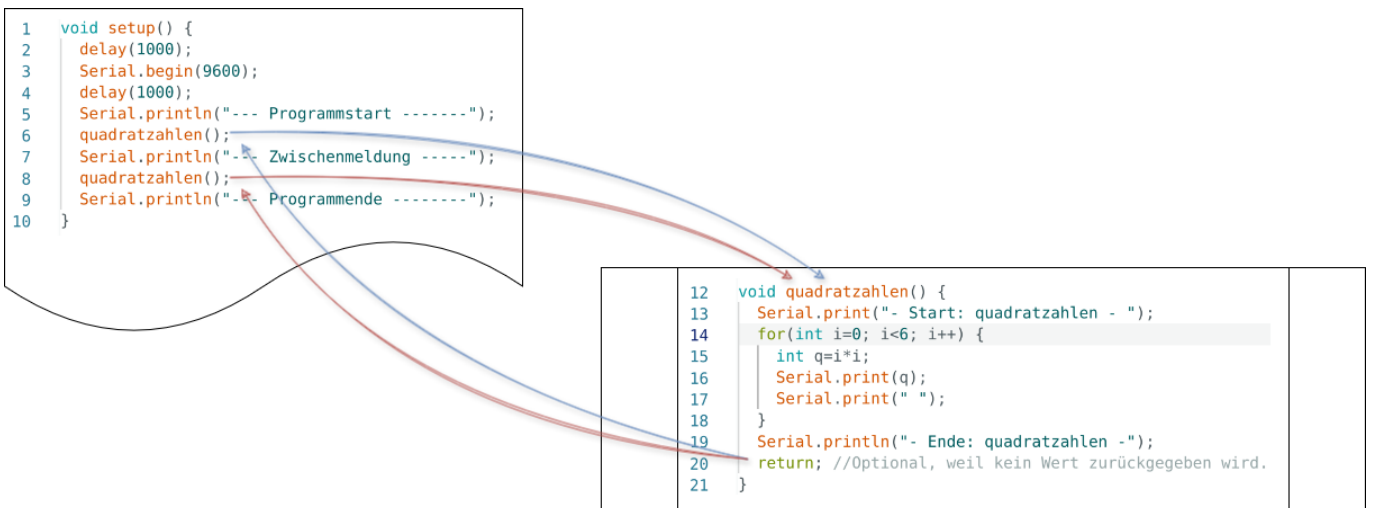 1 void setup() {
2 delay(1000);
3 Serial.begin(9600);
4 delay(1000);
5 Serial.println("--- Programmstart -------");
6 quadratzahlen();
7 Serial.println("--- Zwischenmeldung -----");
8 quadratzahlen();
9 Serial.println("--- Programmende --------");
10 }
12 void quadratzahlen() {
13 Serial.print("- Start: quadratzahlen - ");
14 for(int i=0; i<6; i++) {
15 int q=i*i;
16 Serial.print(q);
17 Serial.print(" ");
18 }
19 Serial.println("- Ende: quadratzahlen -");
20 return; //Optional, weil kein Wert zurückgegeben wird.
21 }